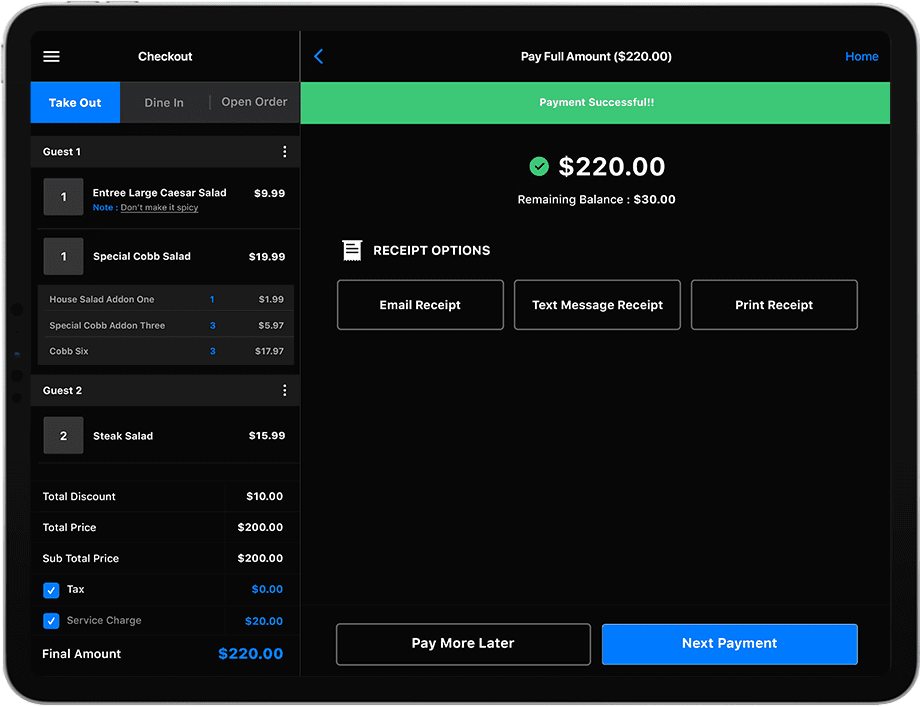 Checkout
Take Out
Dine In
Open Order
Guest 1
1
Entree Large Caesar Salad
$9.99
Note : Don't make it spicy
1
Special Cobb Salad
$19.99
House Salad Addon One 1 $1.99
Special Cobb Addon Three 3 $5.97
Cobb Six 3 $17.97
Guest 2
2
Steak Salad
$15.99
Total Discount $10.00
Total Price $200.00
Sub Total Price $200.00
Tax $0.00
Service Charge $20.00
Final Amount $220.00
Pay Full Amount ($220.00)
Home
Payment Successful!!
$220.00
Remaining Balance : $30.00
RECEIPT OPTIONS
Email Receipt
Text Message Receipt
Print Receipt
Pay More Later
Next Payment